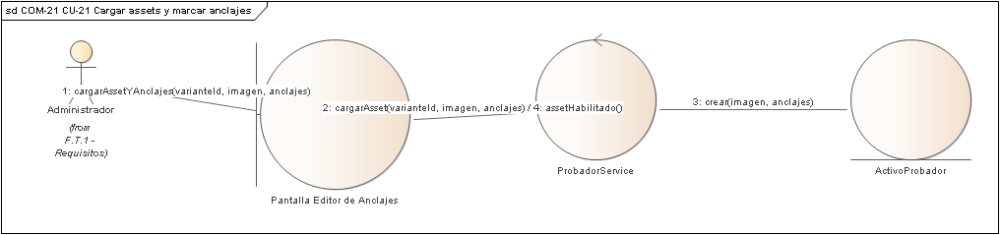 sd COM-21 CU-21 Cargar assets y marcar anclajes
1: cargarAssetYAnclajes(varianteId, imagen, anclajes)
2: cargarAsset(varianteId, imagen, anclajes) / 4: assetHabilitado()
3: crear(imagen, anclajes)
Administrador
(from
F.T.1 -
Requisitos)
Pantalla Editor de Anclajes
ProbadorService
ActivoProbador